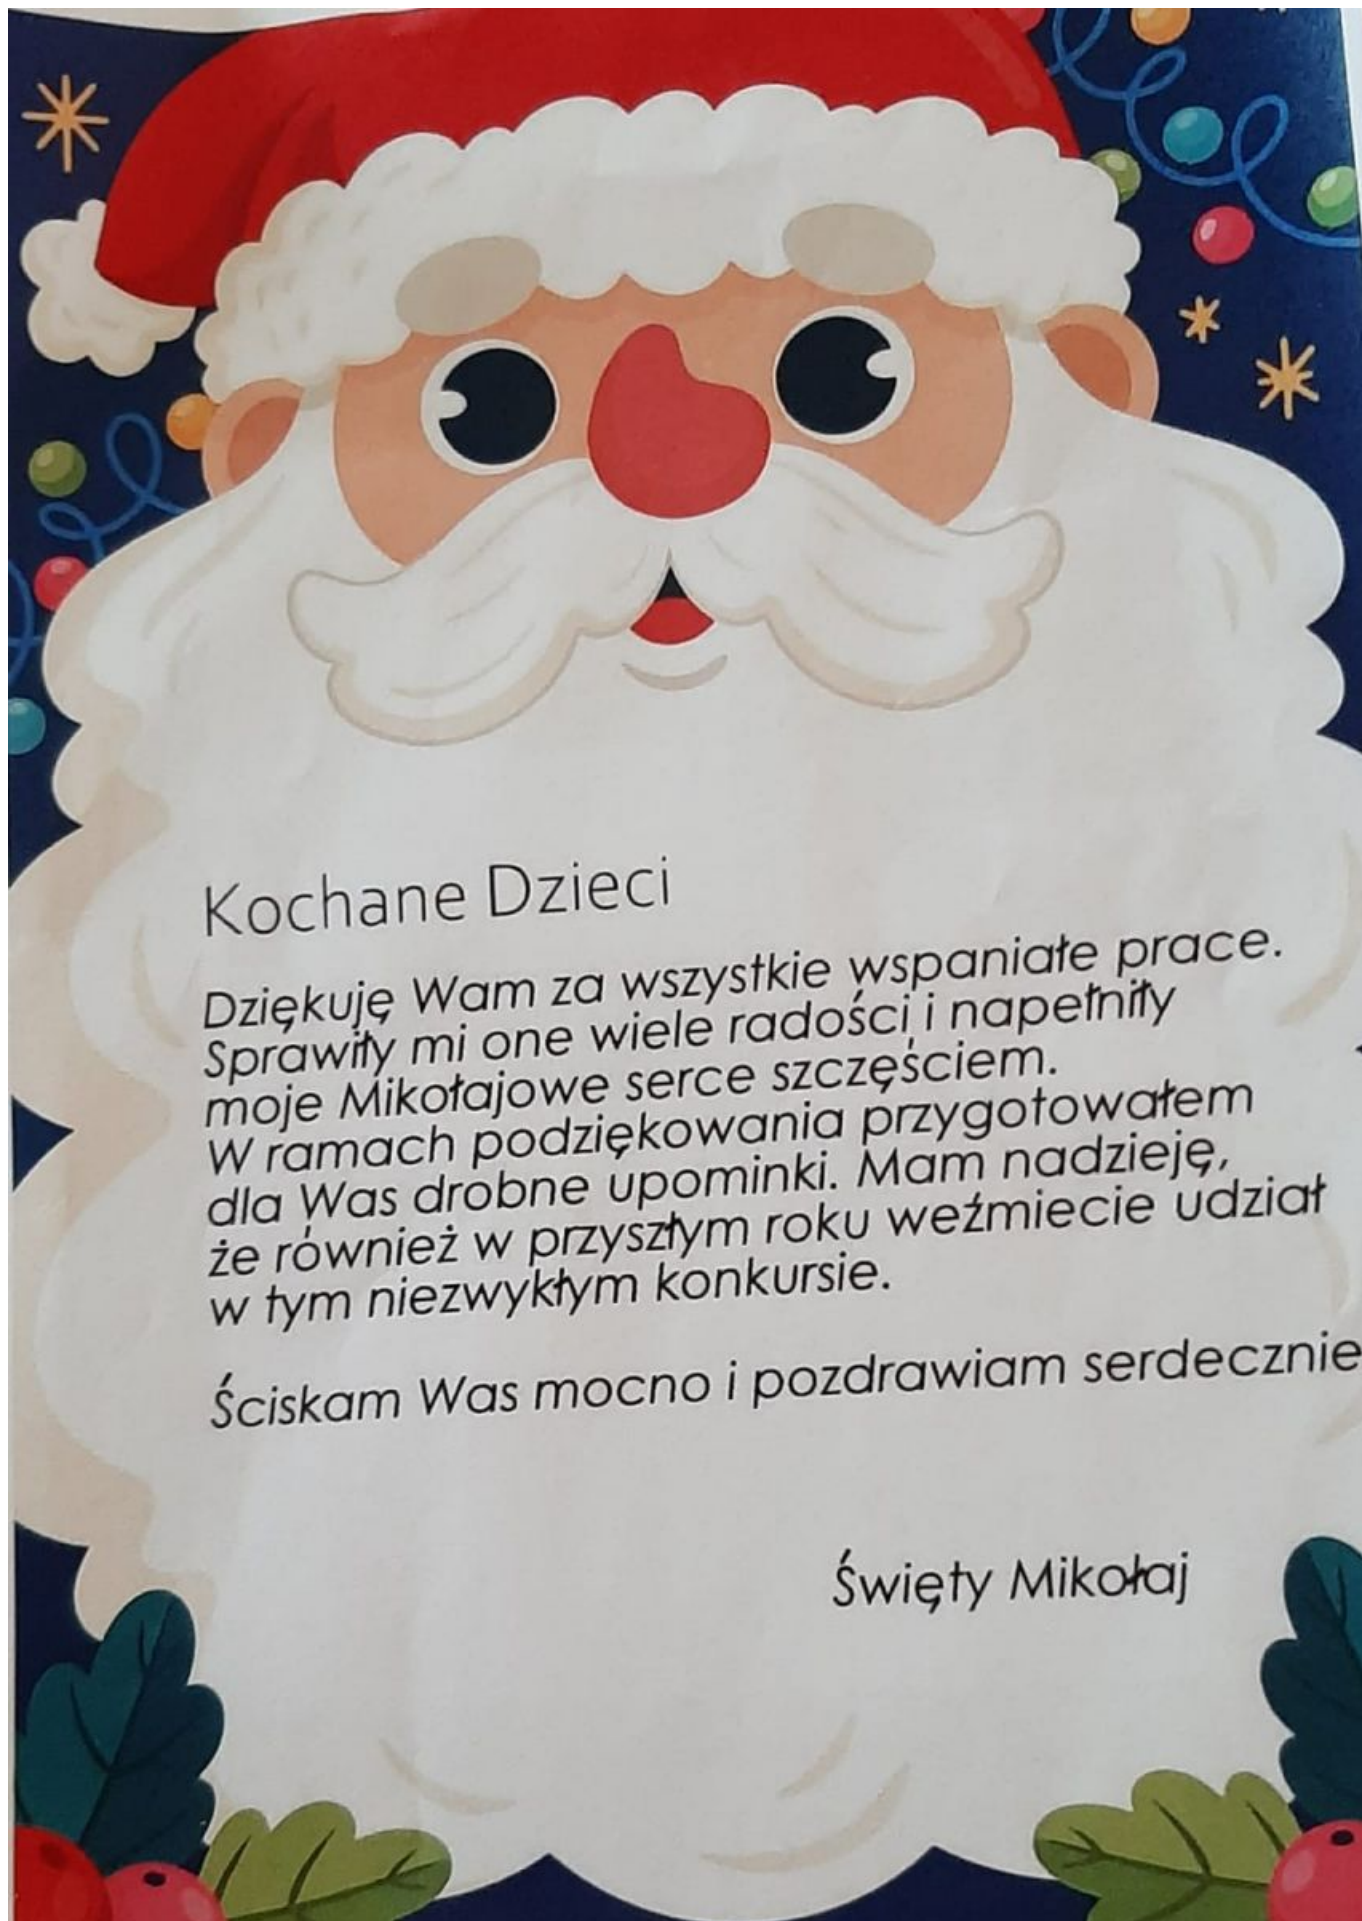 Kochane Dzieci
Dziękuję Wam za wszystkie wspaniałe prace.
Sprawiły mi one wiele radości i napełniły
moje Mikołajowe serce szczęściem.
W ramach podziękowania przygotowałem
dla Was drobne upominki. Mam nadzieję,
że również w przyszłym roku weźmiecie udział
w tym niezwykłym konkursie.
Ściskam Was mocno i pozdrawiam serdecznie
Święty Mikołaj